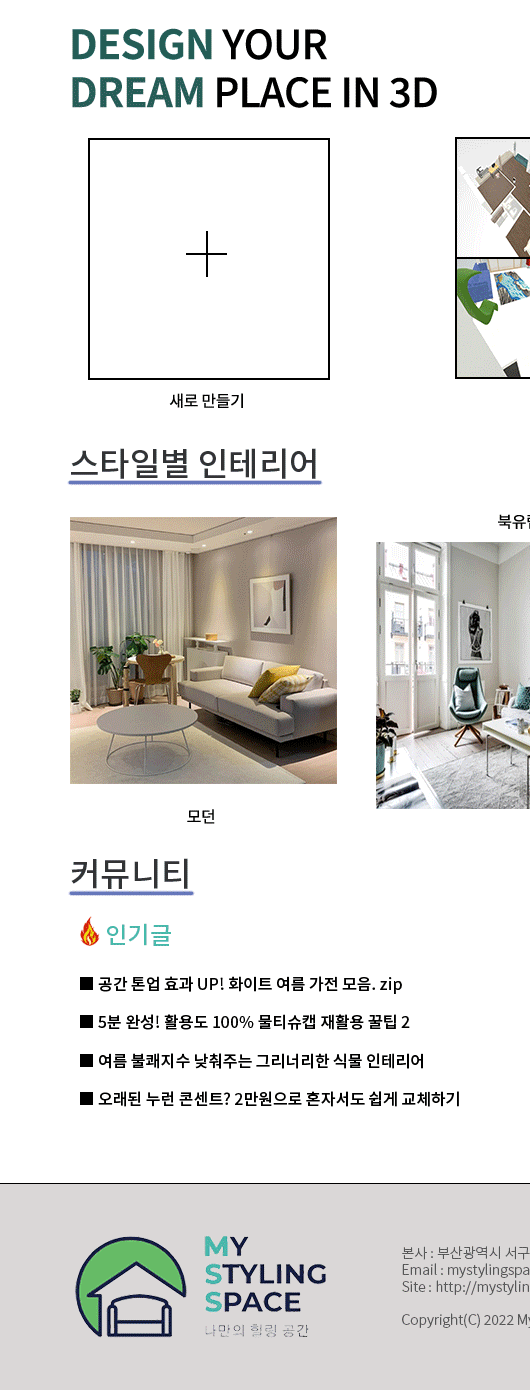 DESIGN YOUR
DREAM PLACE IN 3D
새로 만들기
스타일별 인테리어
북유
모던
커뮤니티
인기글
■ 공간 톤업 효과 UP! 화이트 여름 가전 모음. zip
■ 5분 완성! 활용도 100% 물티슈캡 재활용 꿀팁 2
■ 여름 불쾌지수 낮춰주는 그리너리한 식물 인테리어
■ 오래된 누런 콘센트? 2만원으로 혼자서도 쉽게 교체하기
MY
STYLING
SPACE
나만의 힐링 공간
본사 : 부산광역시 서구
Email : mystylingspa
Site : http://mystylin
Copyright(C) 2022 My